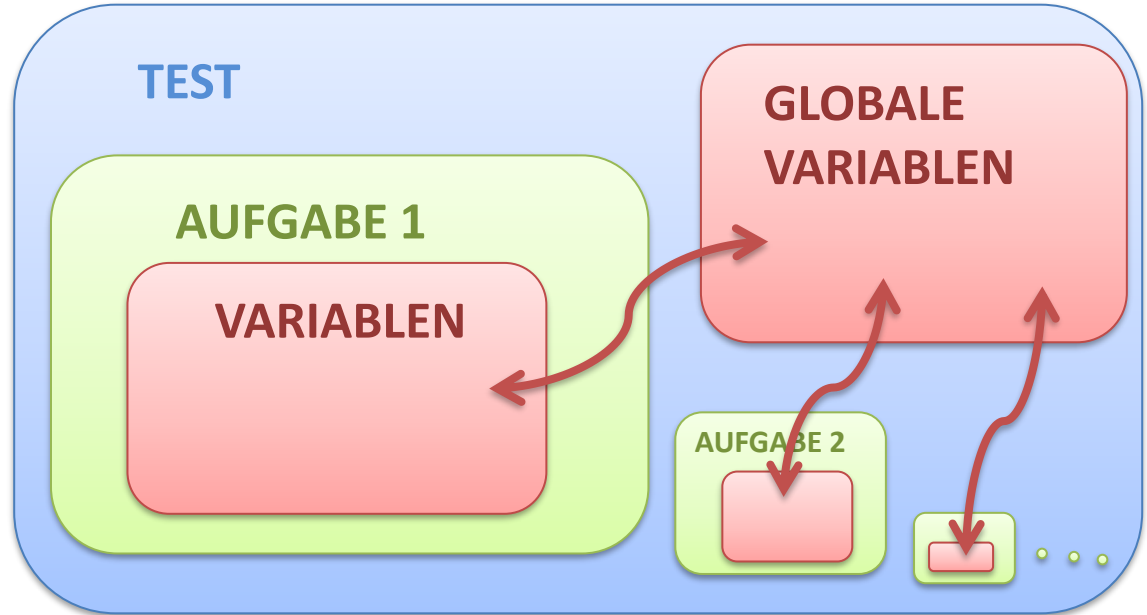 TEST
GLOBALE
VARIABLEN
AUFGABE 1
VARIABLEN
AUFGABE 2